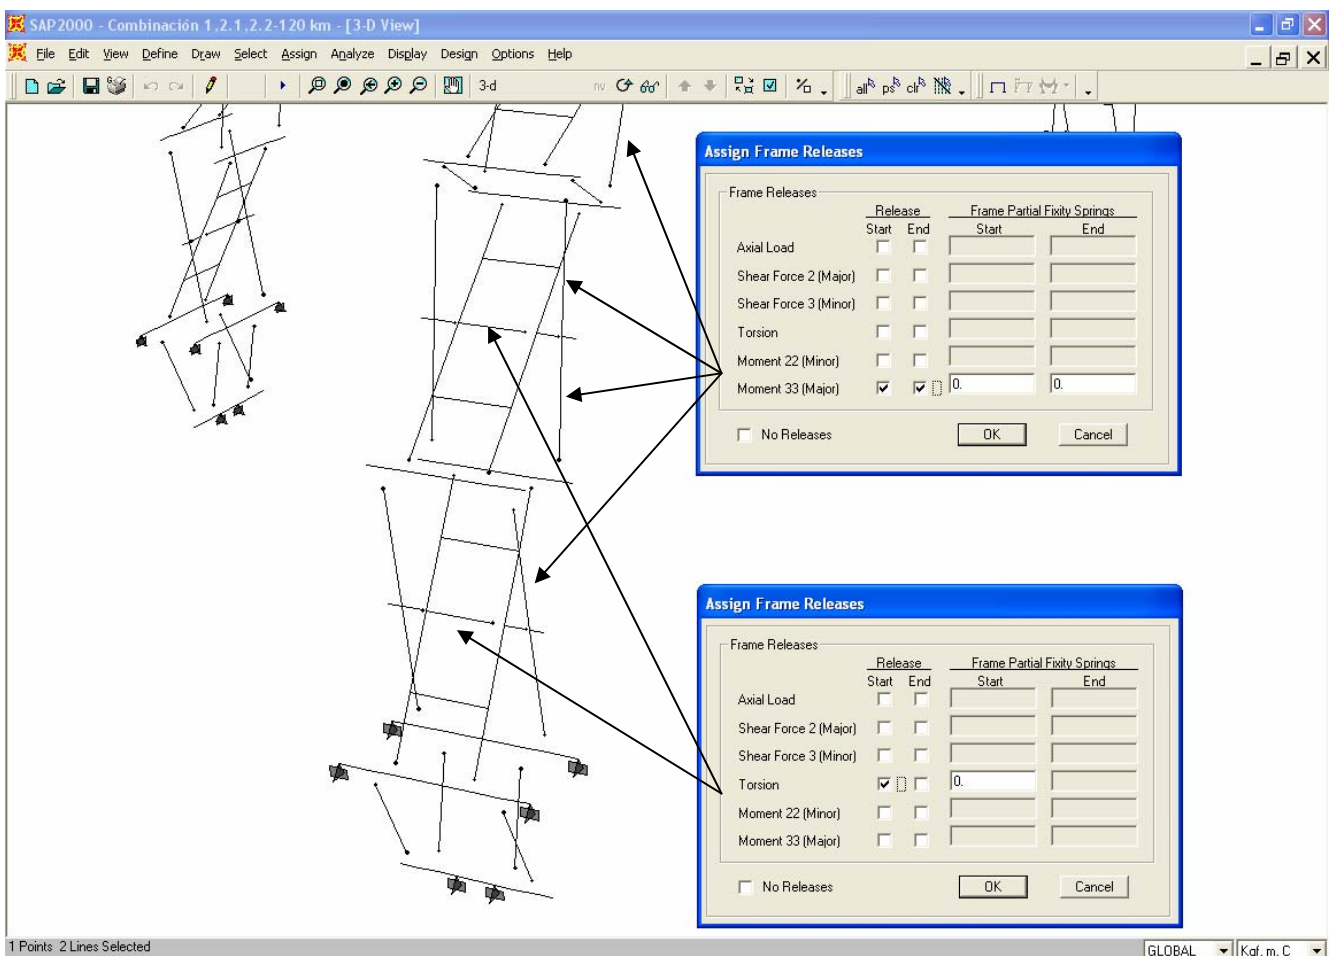 SAP2000 - Combinación 1,2.1,2.2-120 km - [3-D View]
File Edit View Define Draw Select Assign Analyze Display Design Options Help
3-d nv all ps clr
Assign Frame Releases
Frame Releases
Release Frame Partial Fixity Springs
Start End Start End
Axial Load
Shear Force 2 (Major)
Shear Force 3 (Minor)
Torsion
Moment 22 (Minor)
Moment 33 (Major) 0. 0.
No Releases OK Cancel
Assign Frame Releases
Frame Releases
Release Frame Partial Fixity Springs
Start End Start End
Axial Load
Shear Force 2 (Major)
Shear Force 3 (Minor)
Torsion 0.
Moment 22 (Minor)
Moment 33 (Major)
No Releases OK Cancel
1 Points 2 Lines Selected GLOBAL Kgf, m, C